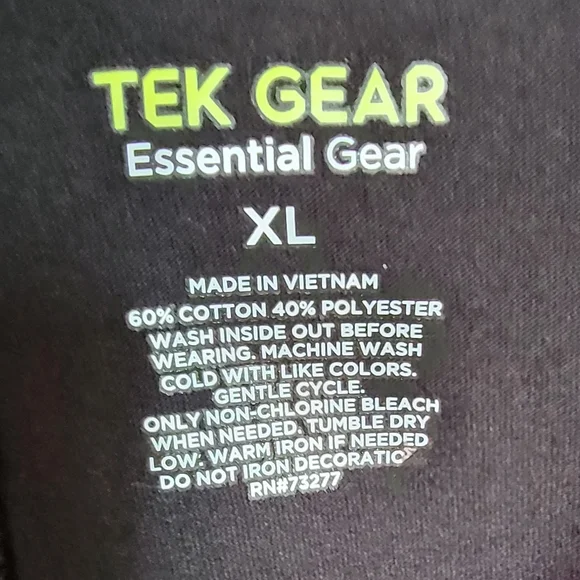 TEK GEAR
Essential Gear
XL
MADE IN VIETNAM
60% COTTON 40% POLYESTER
WASH INSIDE OUT BEFORE
WEARING. MACHINE WASH
COLD WITH LIKE COLORS.
GENTLE CYCLE.
ONLY NON-CHLORINE BLEACH
WHEN NEEDED. TUMBLE DRY
LOW. WARM IRON IF NEEDED
DO NOT IRON DECORATION
RN#73277